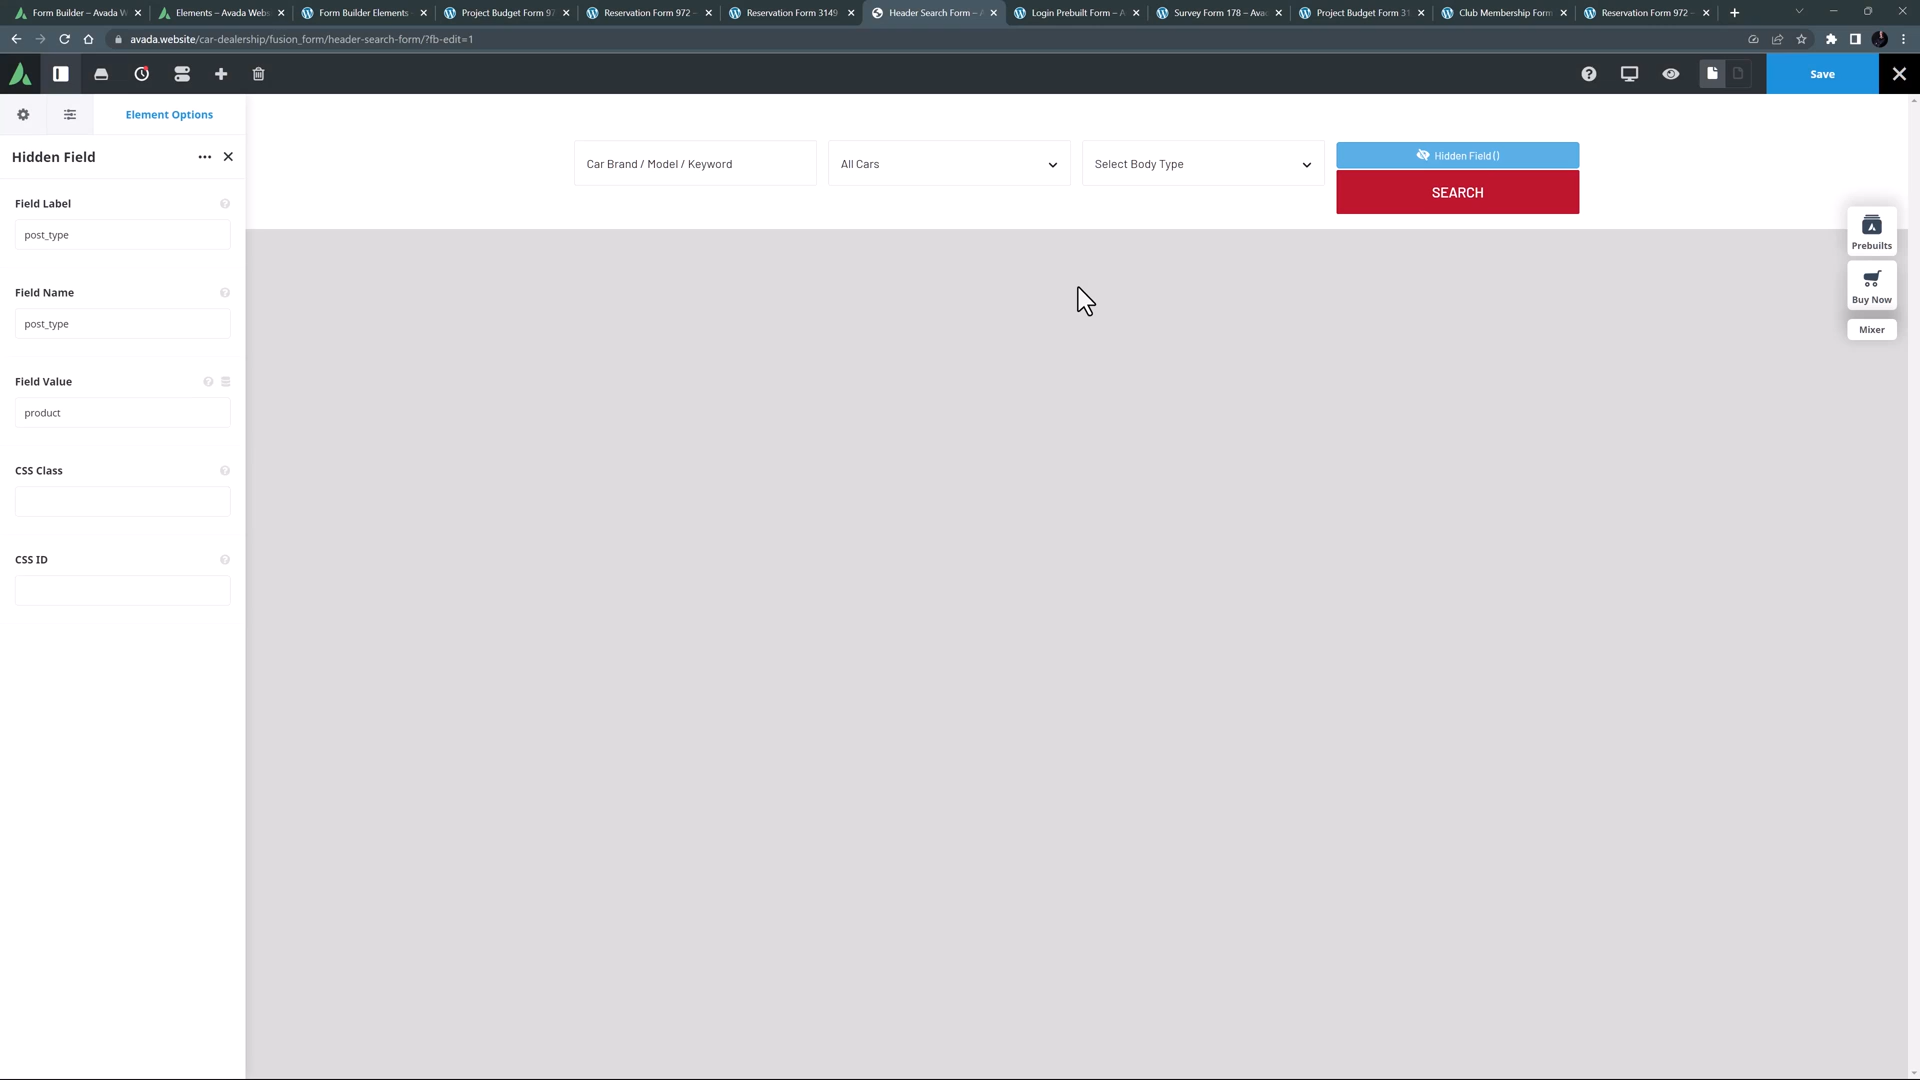 Form Builder – Avada W
Elements – Avada Webs
Form Builder Elements
Project Budget Form 97
Reservation Form 972 –
Reservation Form 3149
Header Search Form – A
Login Prebuilt Form – A
Survey Form 178 – Avad
Project Budget Form 31
Club Membership Form
Reservation Form 972 –
avada.website/car-dealership/fusion_form/header-search-form/?fb-edit=1
Save
Element Options
Hidden Field
Field Label
post_type
Field Name
post_type
Field Value
product
CSS Class
CSS ID
Car Brand / Model / Keyword
All Cars
Select Body Type
Hidden Field ()
SEARCH
Prebuilts
Buy Now
Mixer